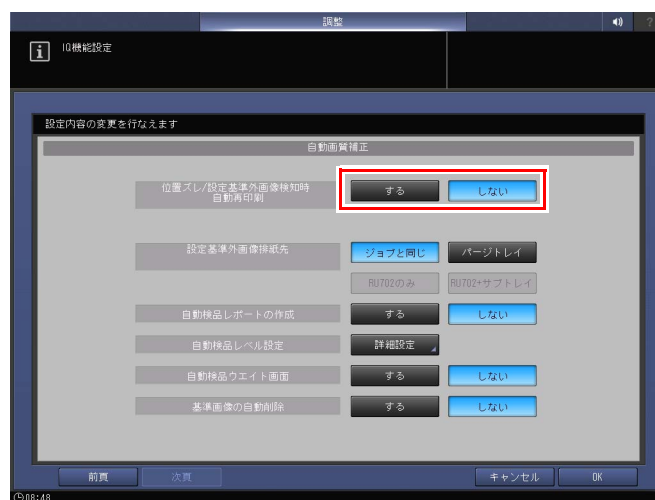 調整
?
i IQ機能設定
設定内容の変更を行なえます
自動画質補正
位置ズレ/設定基準外画像検知時
自動再印刷
する しない
設定基準外画像排紙先 ジョブと同じ パージトレイ
RU702のみ RU702+サブトレイ
自動検品レポートの作成 する しない
自動検品レベル設定 詳細設定
自動検品ウエイト画面 する しない
基準画像の自動削除 する しない
前頁 次頁 キャンセル OK
08:48